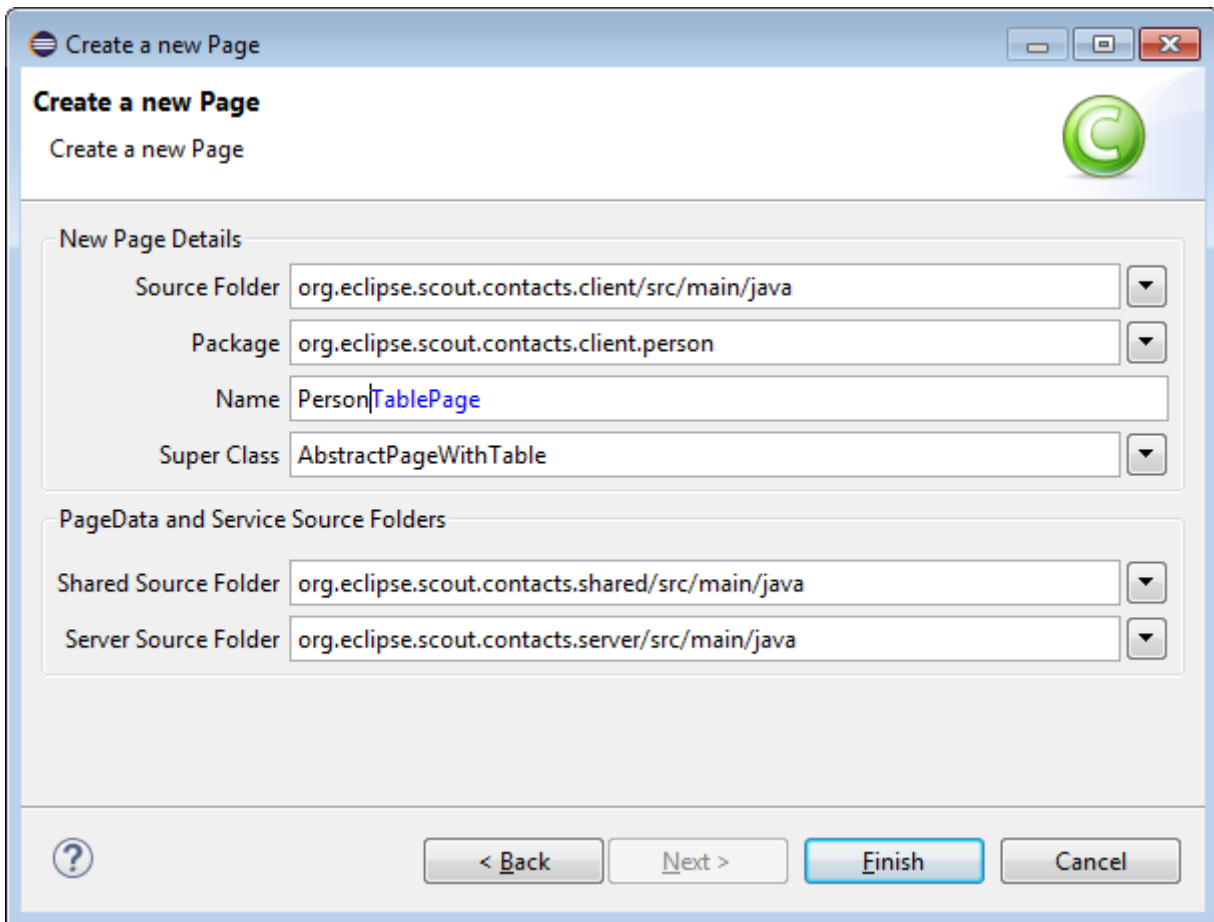 Create a new Page
Create a new Page
Create a new Page
C
New Page Details
Source Folder org.eclipse.scout.contacts.client/src/main/java
Package org.eclipse.scout.contacts.client.person
Name PersonTablePage
Super Class AbstractPageWithTable
PageData and Service Source Folders
Shared Source Folder org.eclipse.scout.contacts.shared/src/main/java
Server Source Folder org.eclipse.scout.contacts.server/src/main/java
? < Back Next > Finish Cancel